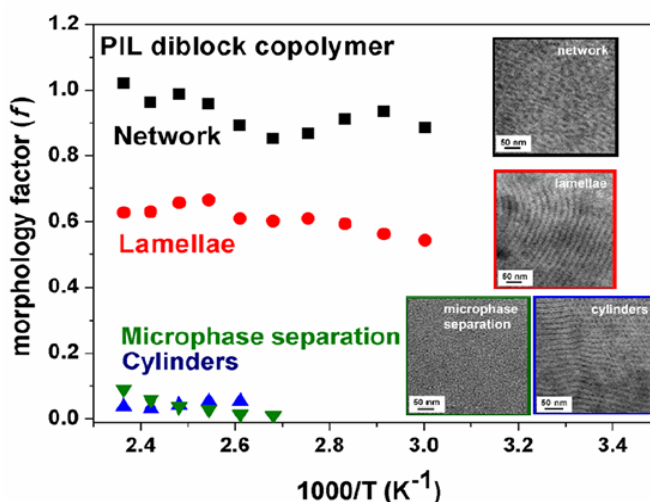 PIL diblock copolymer
morphology factor (f)
1.2
1.0
0.8
0.6
0.4
0.2
0.0
Network
Lamellae
Microphase separation
Cylinders
network
50 nm
lamellae
50 nm
microphase
separation
50 nm
cylinders
50 nm
2.4
2.6
2.8
3.0
3.2
3.4
1000/T (K⁻¹)